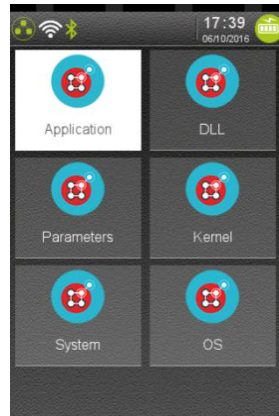 17:39
06/10/2016
Application DLL
Parameters Kernel
System OS